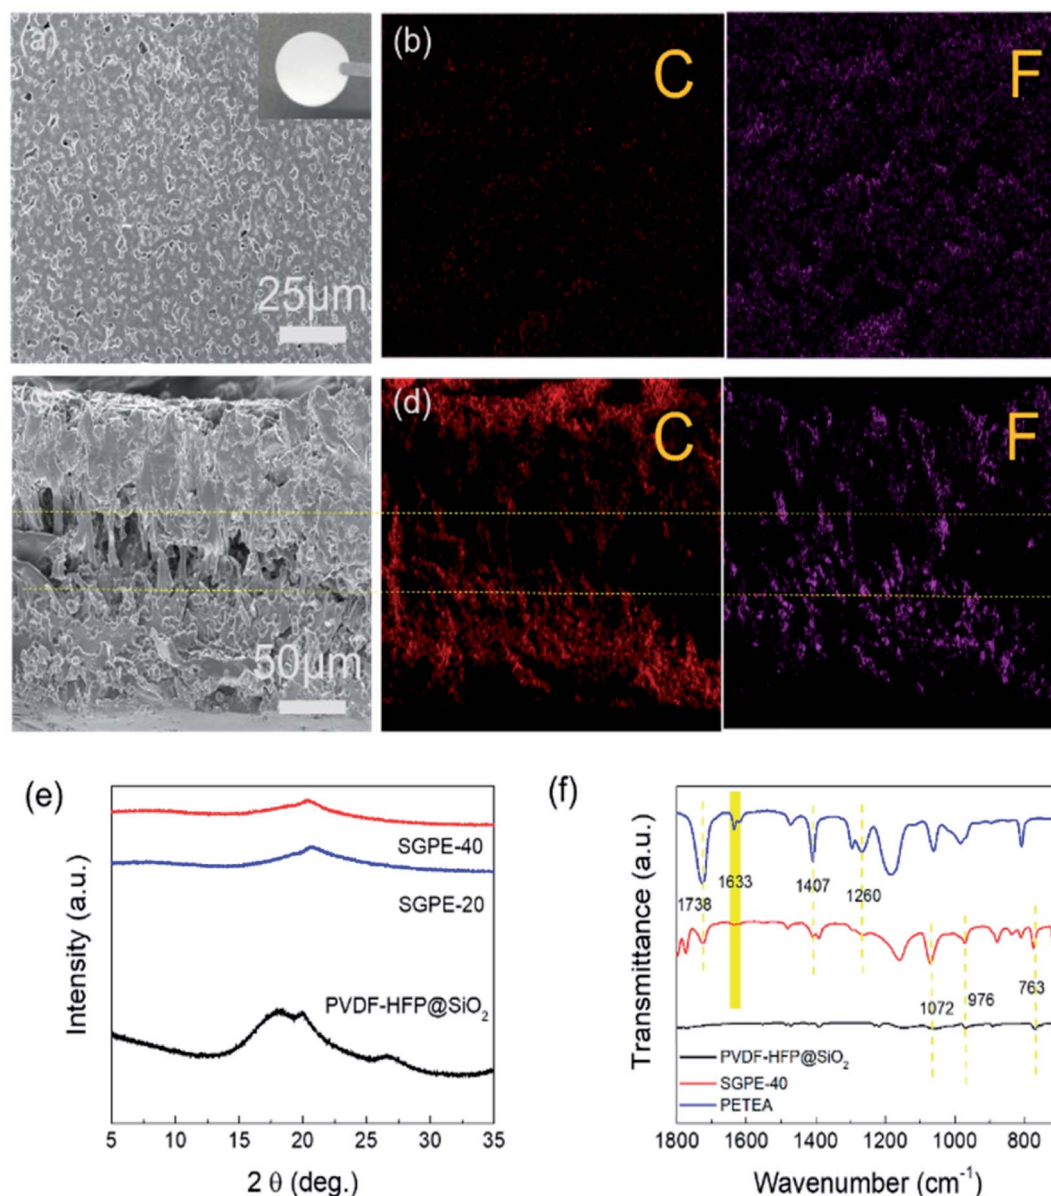 (a)
25μm
(b)
C
F
50μm
(d)
C
F
(e)
Intensity (a.u.)
SGPE-40
SGPE-20
PVDF-HFP@SiO₂
5 10 15 20 25 30 35
2 θ (deg.)
(f)
Transmittance (a.u.)
1738
1633
1407
1260
1072
976
763
PVDF-HFP@SiO₂
SGPE-40
PETEA
1800 1600 1400 1200 1000 800
Wavenumber (cm⁻¹)